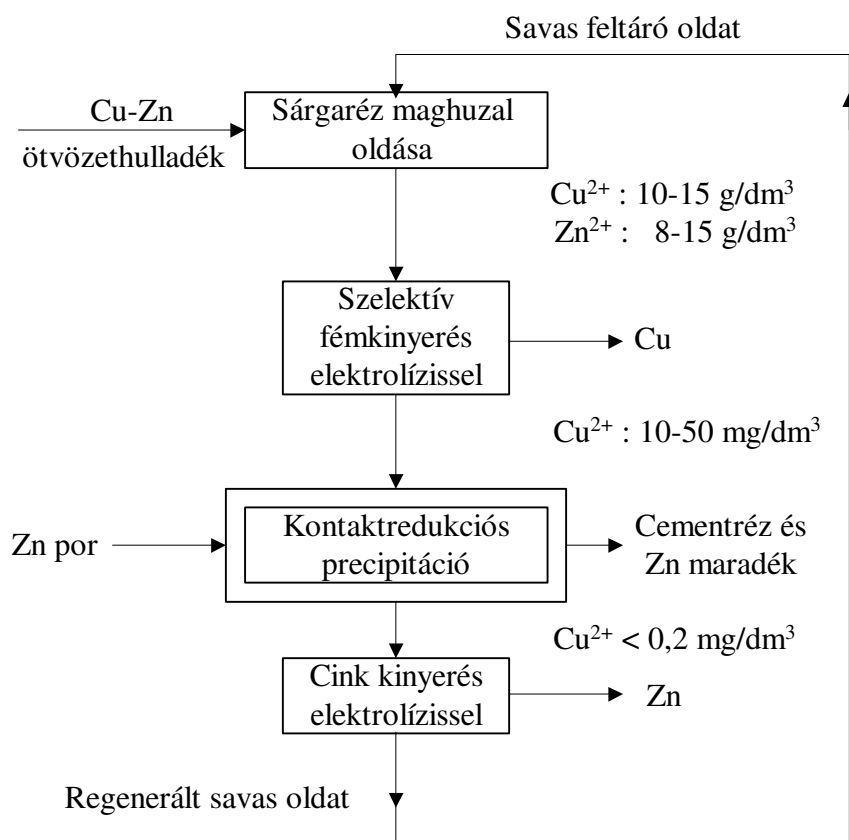 Savas feltáró oldat
Cu-Zn
ötvözethulladék
Sárgaréz maghuzal
oldása
Cu²⁺ : 10-15 g/dm³
Zn²⁺ : 8-15 g/dm³
Szelektív
fémkinyerés
elektrolízissel
Cu
Cu²⁺ : 10-50 mg/dm³
Zn por
Kontaktredukciós
precipitáció
Cementréz és
Zn maradék
Cu²⁺ < 0,2 mg/dm³
Cink kinyerés
elektrolízissel
Zn
Regenerált savas oldat